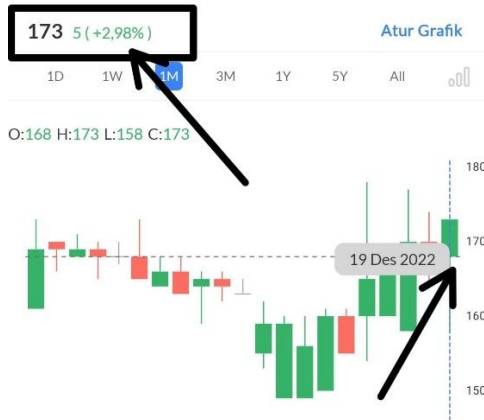 173 5 ( +2,98% ) Atur Grafik
1D 1W 1M 3M 1Y 5Y All
O:168 H:173 L:158 C:173
180
170
19 Des 2022
160
150